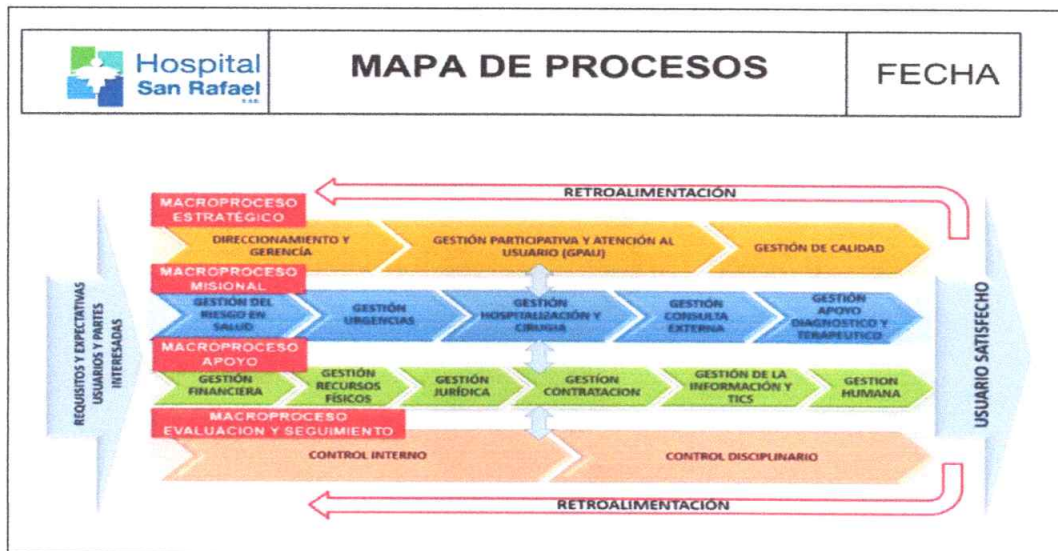 Hospital
San Rafael
MAPA DE PROCESOS
FECHA
RETROALIMENTACIÓN
MACROPROCESO
ESTRATÉGICO
DIRECCIONAMIENTO Y
GERENCÍA
GESTIÓN PARTICIPATIVA Y ATENCIÓN AL
USUARIO (GPAU)
GESTIÓN DE CALIDAD
MACROPROCESO
MISIONAL
GESTIÓN DEL
RIESGO EN
SALUD
GESTIÓN
URGENCIAS
GESTIÓN
HOSPITALIZACIÓN Y
CIRUGIA
GESTIÓN
CONSULTA
EXTERNA
GESTIÓN
APOYO
DIAGNOSTICO Y
TERAPEUTICO
MACROPROCESO
APOYO
GESTIÓN
FINANCIERA
GESTIÓN
RECURSOS
FÍSICOS
GESTIÓN
JURÍDICA
GESTÍON
CONTRATACION
GESTIÓN DE LA
INFORMACIÓN Y
TICS
GESTION
HUMANA
MACROPROCESO
EVALUACION Y SEGUIMIENTO
CONTROL INTERNO
CONTROL DISCIPLINARIO
RETROALIMENTACIÓN
REQUISITOS Y EXPECTATIVAS
USUARIOS Y PARTES
INTERESADAS
USUARIO SATISFECHO